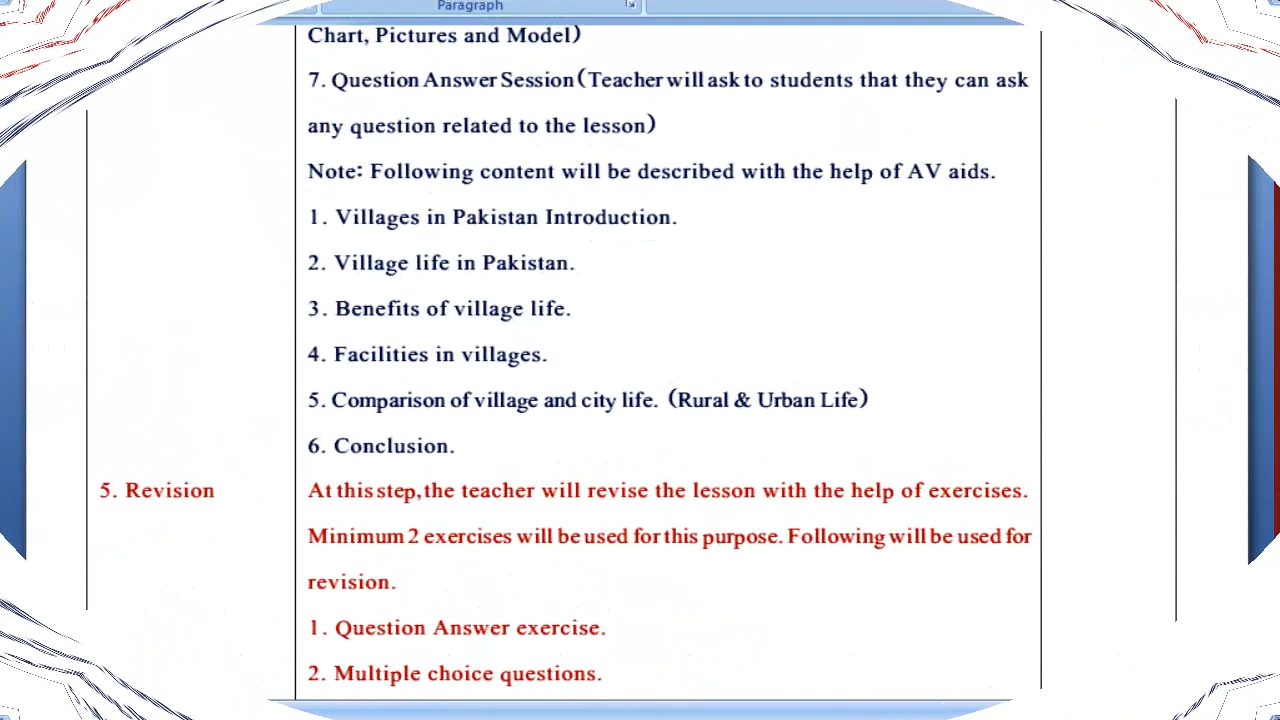 Paragraph
Chart, Pictures and Model)
7. Question Answer Session(Teacher will ask to students that they can ask
any question related to the lesson)
Note: Following content will be described with the help of AV aids.
1. Villages in Pakistan Introduction.
2. Village life in Pakistan.
3. Benefits of village life.
4. Facilities in villages.
5. Comparison of village and city life. (Rural & Urban Life)
6. Conclusion.
5. Revision
At this step, the teacher will revise the lesson with the help of exercises.
Minimum 2 exercises will be used for this purpose. Following will be used for
revision.
1. Question Answer exercise.
2. Multiple choice questions.